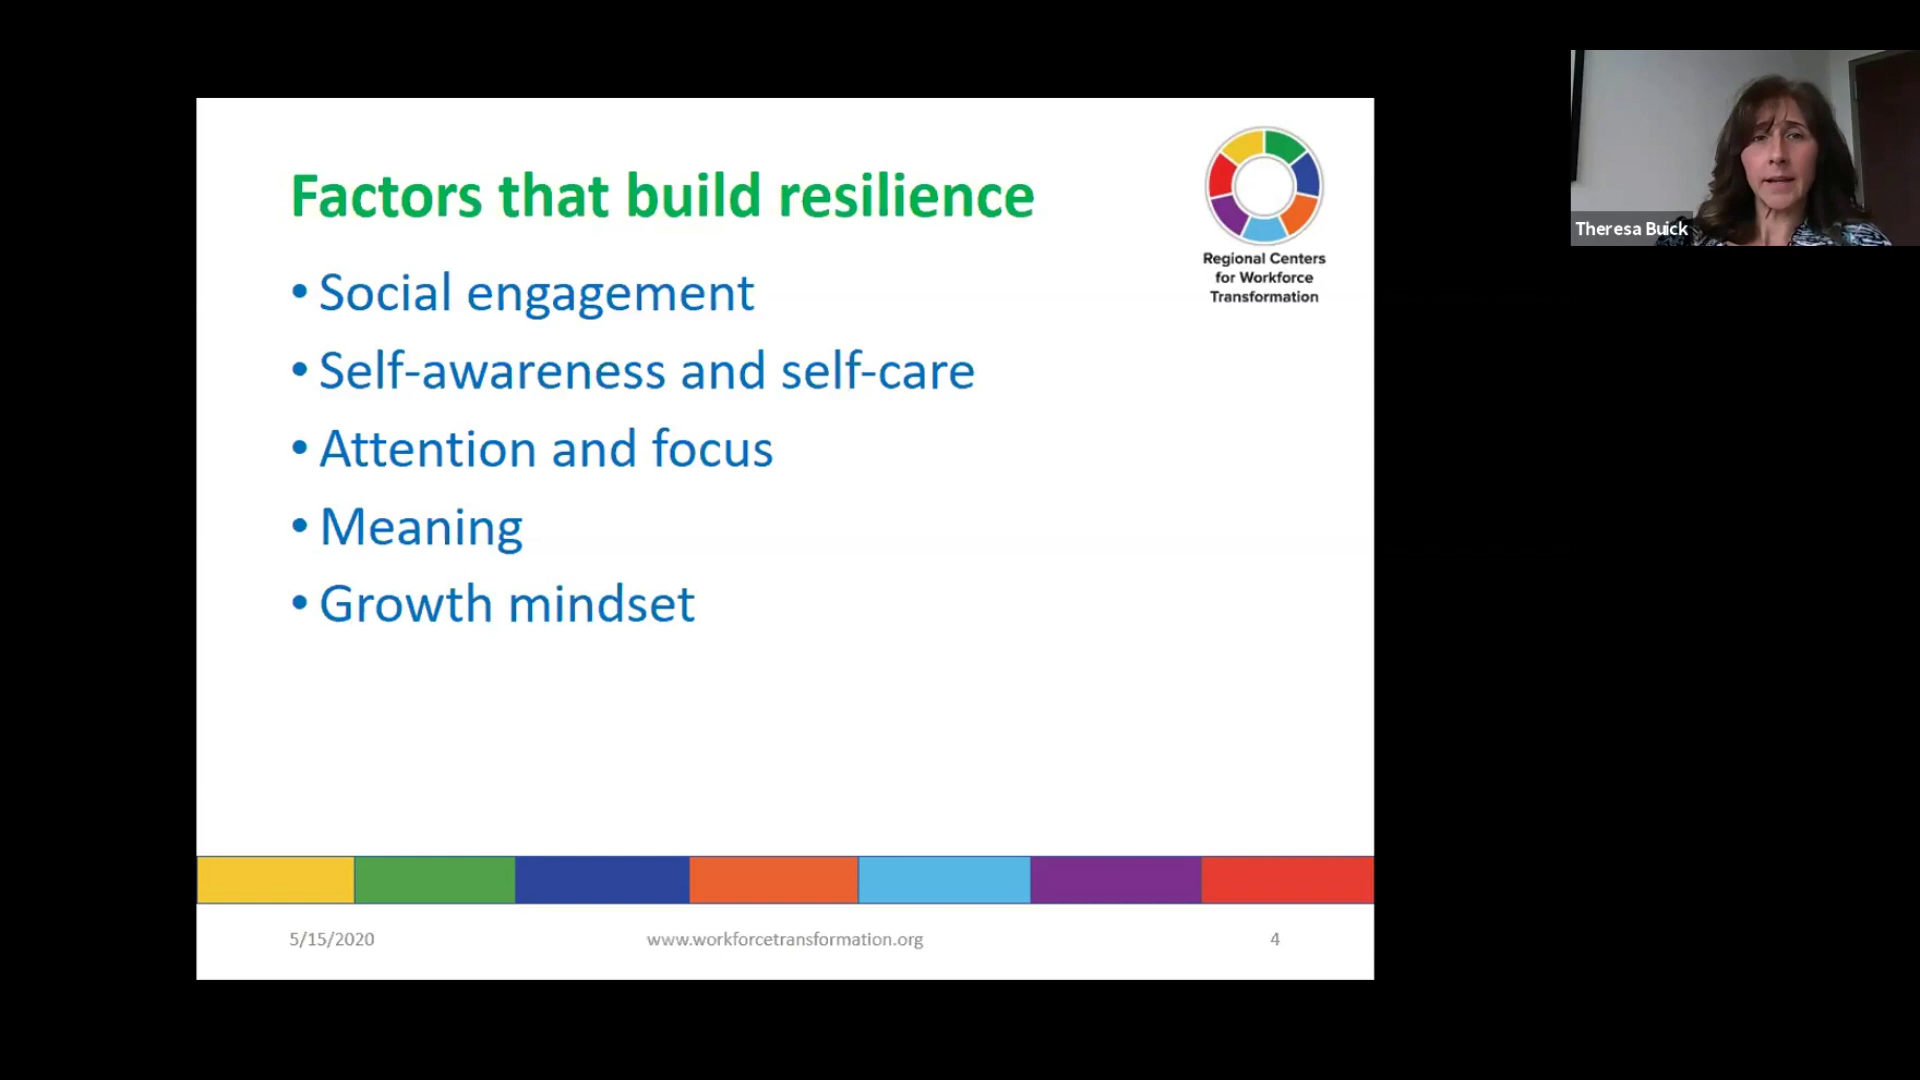 Factors that build resilience
• Social engagement
• Self-awareness and self-care
• Attention and focus
• Meaning
• Growth mindset
Regional Centers
for Workforce
Transformation
5/15/2020
www.workforcetransformation.org
4
Theresa Buick